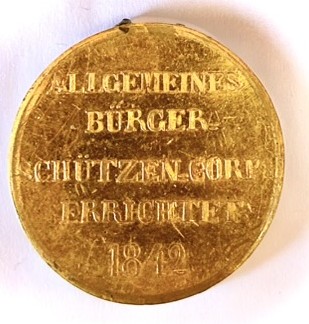 ALLGEMEINES
BÜRGER
SCHÜTZEN-CORPS
ERRICHTET
1842